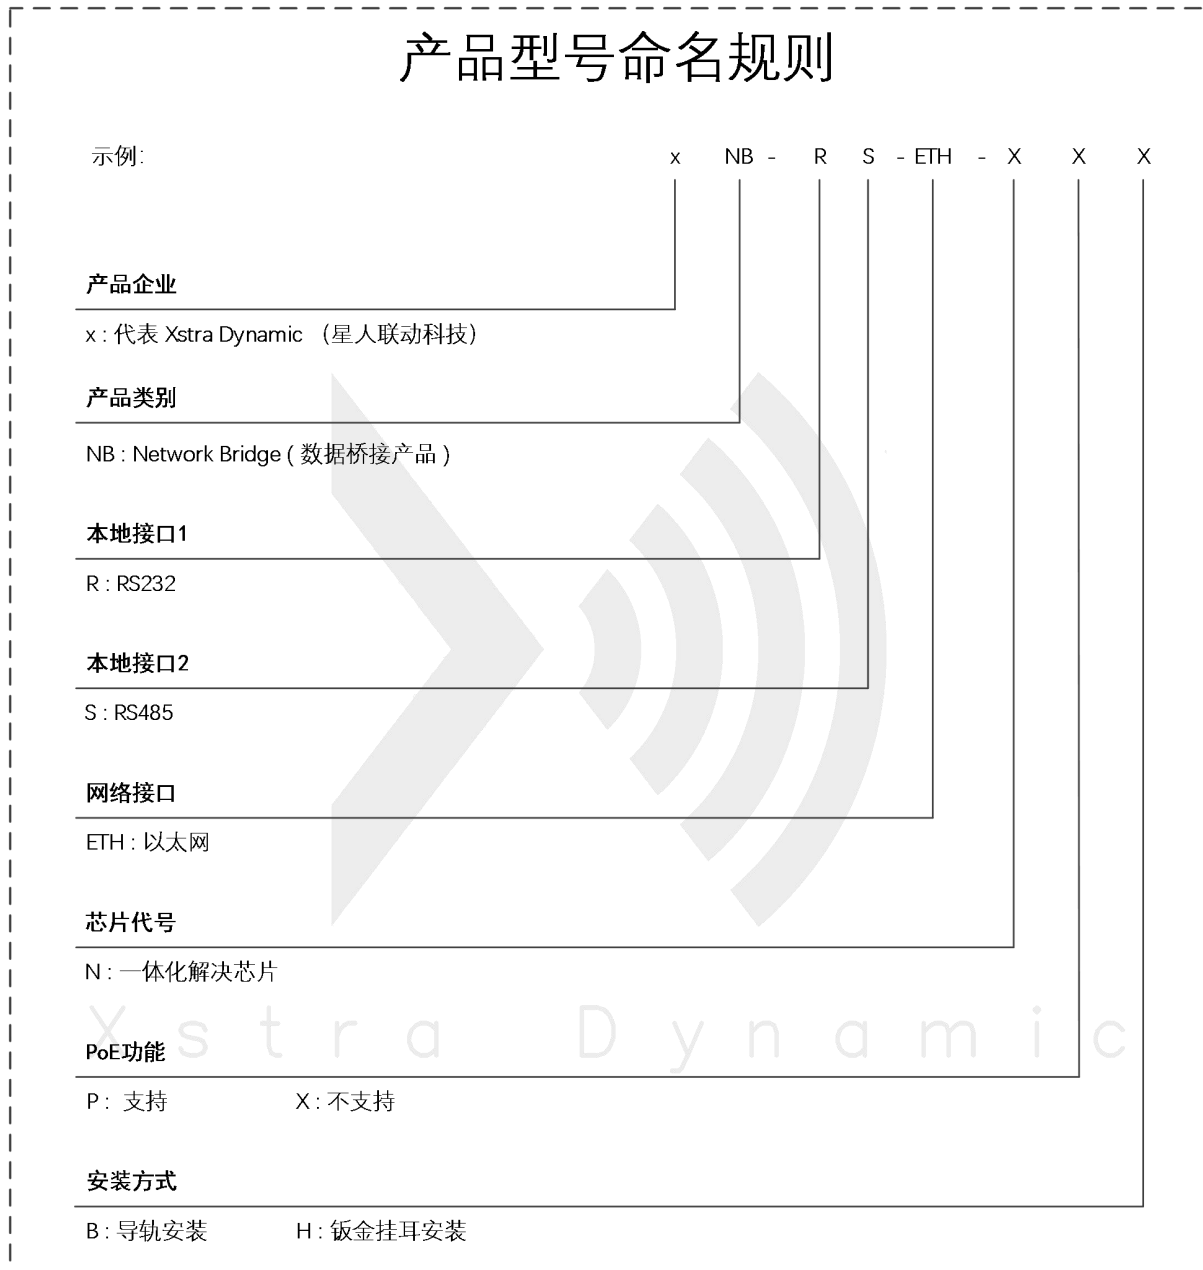 产品型号命名规则
示例: x NB - R S - ETH - X X X
产品企业
x : 代表 Xstra Dynamic （星人联动科技）
产品类别
NB : Network Bridge ( 数据桥接产品 )
本地接口1
R : RS232
本地接口2
S : RS485
网络接口
ETH : 以太网
芯片代号
N : 一体化解决芯片
Xstra Dynamic
PoE功能
P : 支持 X : 不支持
安装方式
B : 导轨安装 H : 钣金挂耳安装